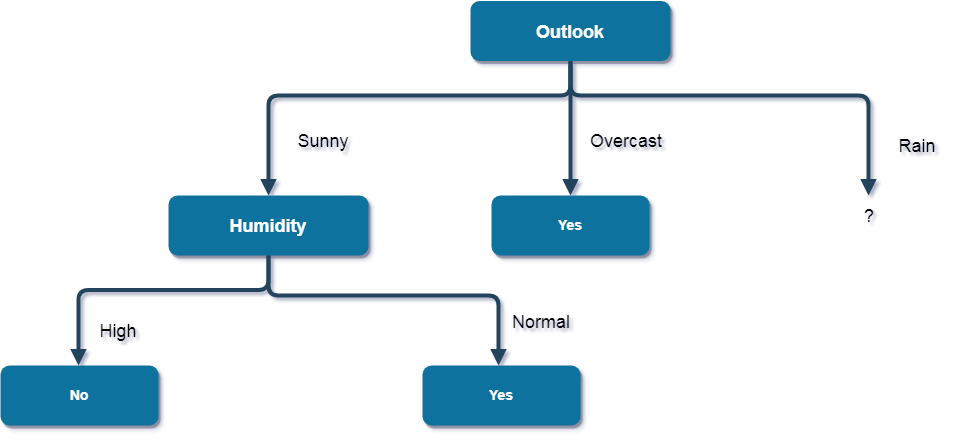 Outlook
Sunny
Overcast
Rain
Humidity
Yes
?
High
Normal
No
Yes